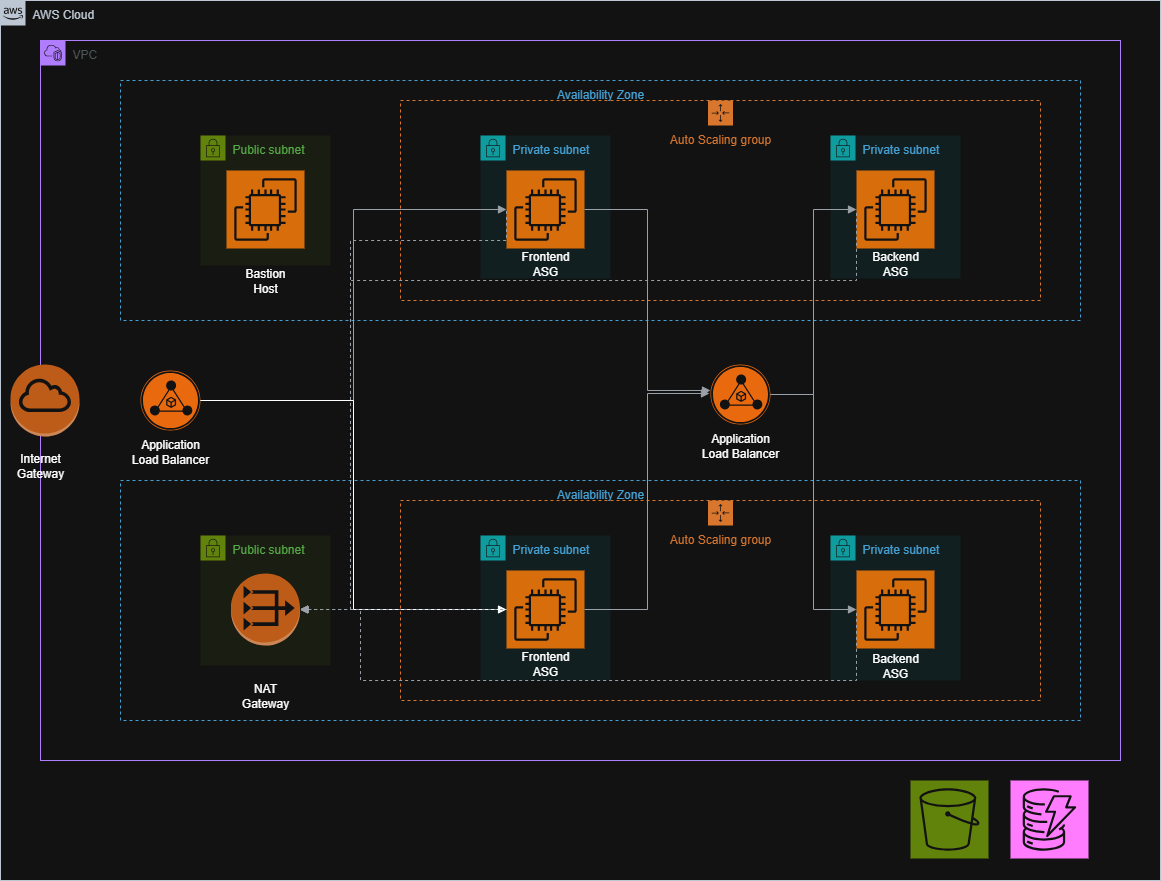 aws
AWS Cloud
VPC
Availability Zone
Auto Scaling group
Public subnet
Private subnet
Private subnet
Bastion
Host
Frontend
ASG
Backend
ASG
Internet
Gateway
Application
Load Balancer
Application
Load Balancer
Availability Zone
Auto Scaling group
Public subnet
Private subnet
Private subnet
NAT
Gateway
Frontend
ASG
Backend
ASG